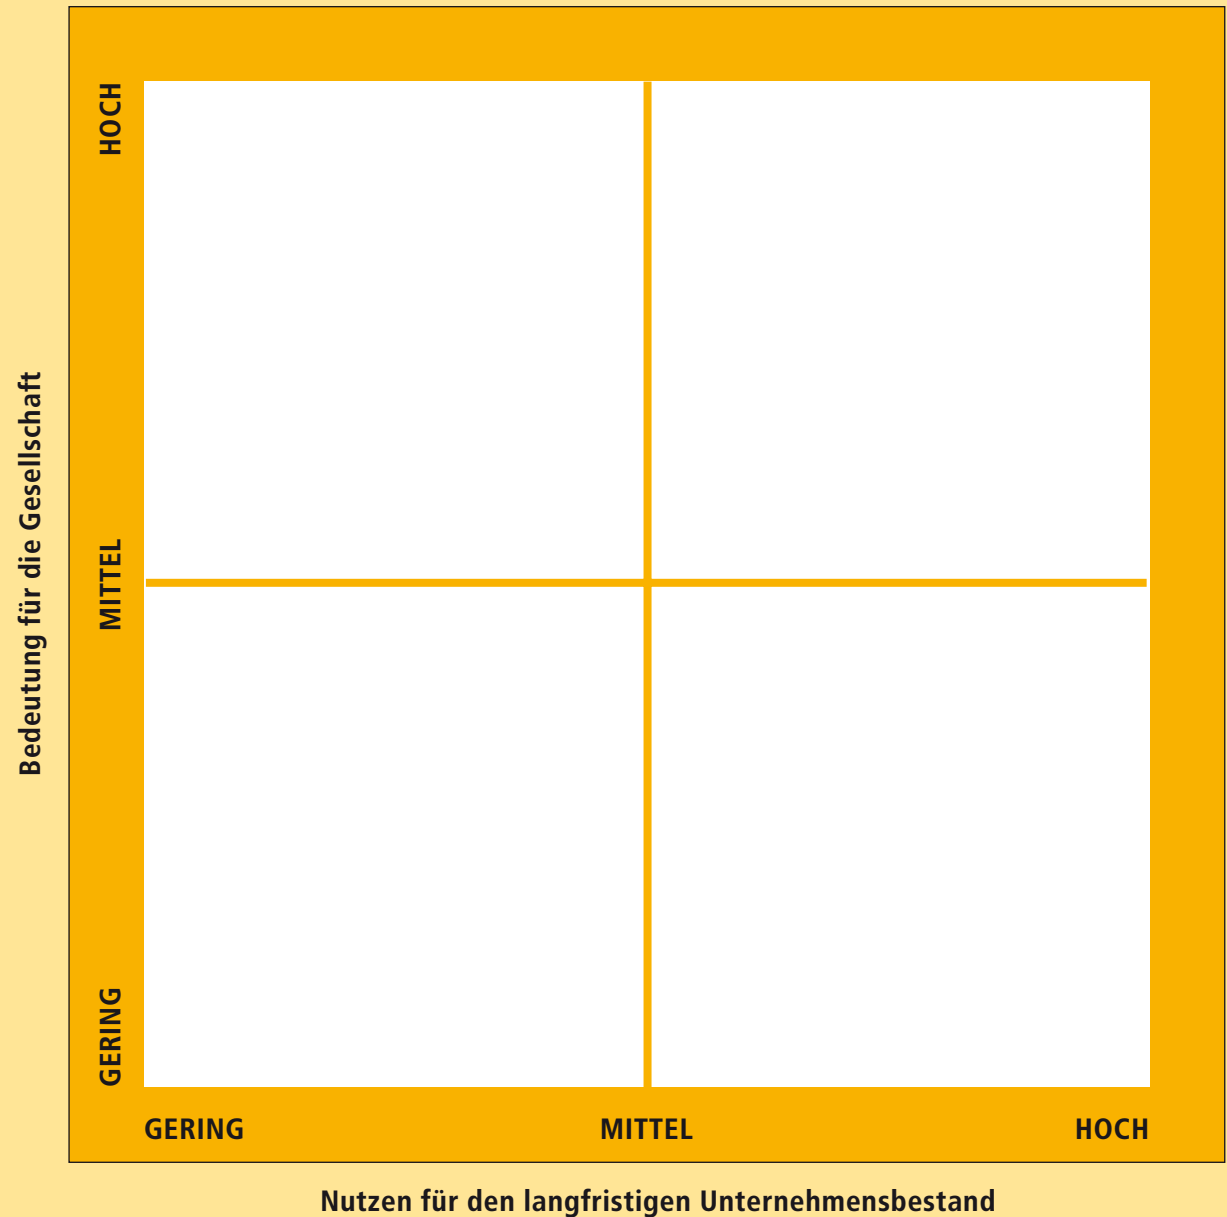 Bedeutung für die Gesellschaft
HOCH
MITTEL
GERING
GERING
MITTEL
HOCH
Nutzen für den langfristigen Unternehmensbestand